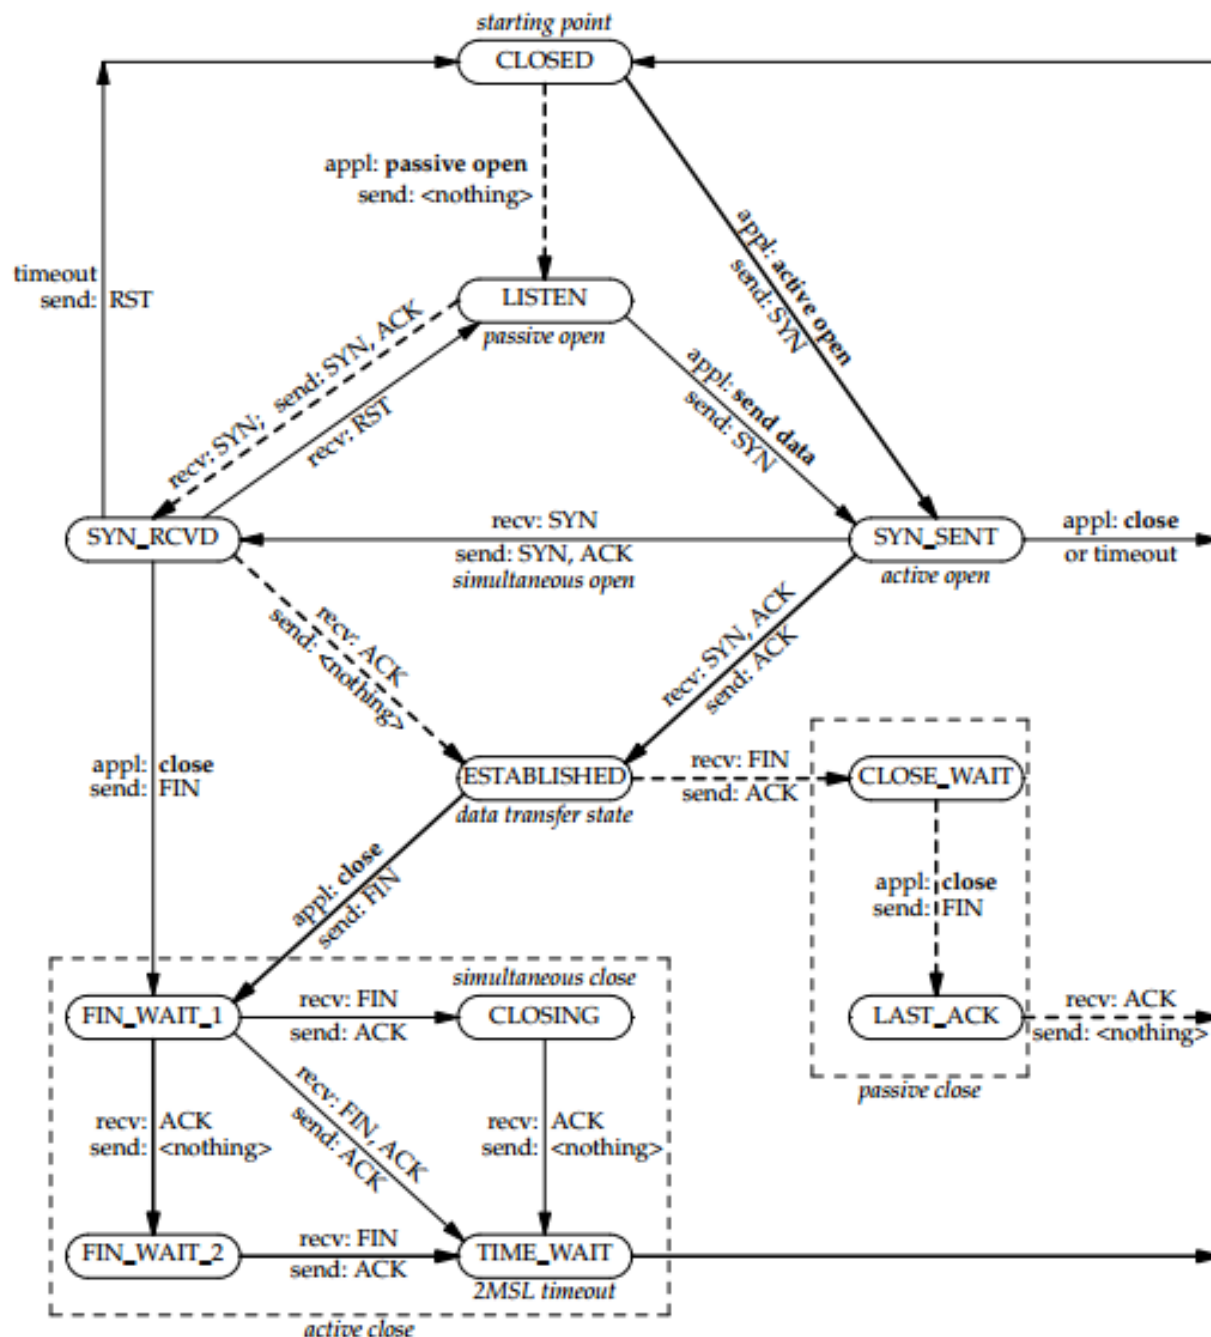 starting point
CLOSED
appl: passive open
send: <nothing>
appl: active open
send: SYN
timeout
send: RST
LISTEN
passive open
recv: SYN; send: SYN, ACK
recv: RST
appl: send data
send: SYN
SYN_RCVD
recv: SYN
send: SYN, ACK
simultaneous open
SYN_SENT
active open
appl: close
or timeout
recv: ACK
send: <nothing>
recv: SYN, ACK
send: ACK
appl: close
send: FIN
ESTABLISHED
data transfer state
recv: FIN
send: ACK
CLOSE_WAIT
appl: close
send: FIN
appl: close
send: FIN
simultaneous close
FIN_WAIT_1
recv: FIN
send: ACK
CLOSING
LAST_ACK
recv: ACK
send: <nothing>
passive close
recv: ACK
send: <nothing>
recv: FIN, ACK
send: ACK
recv: ACK
send: <nothing>
FIN_WAIT_2
recv: FIN
send: ACK
TIME_WAIT
2MSL timeout
active close